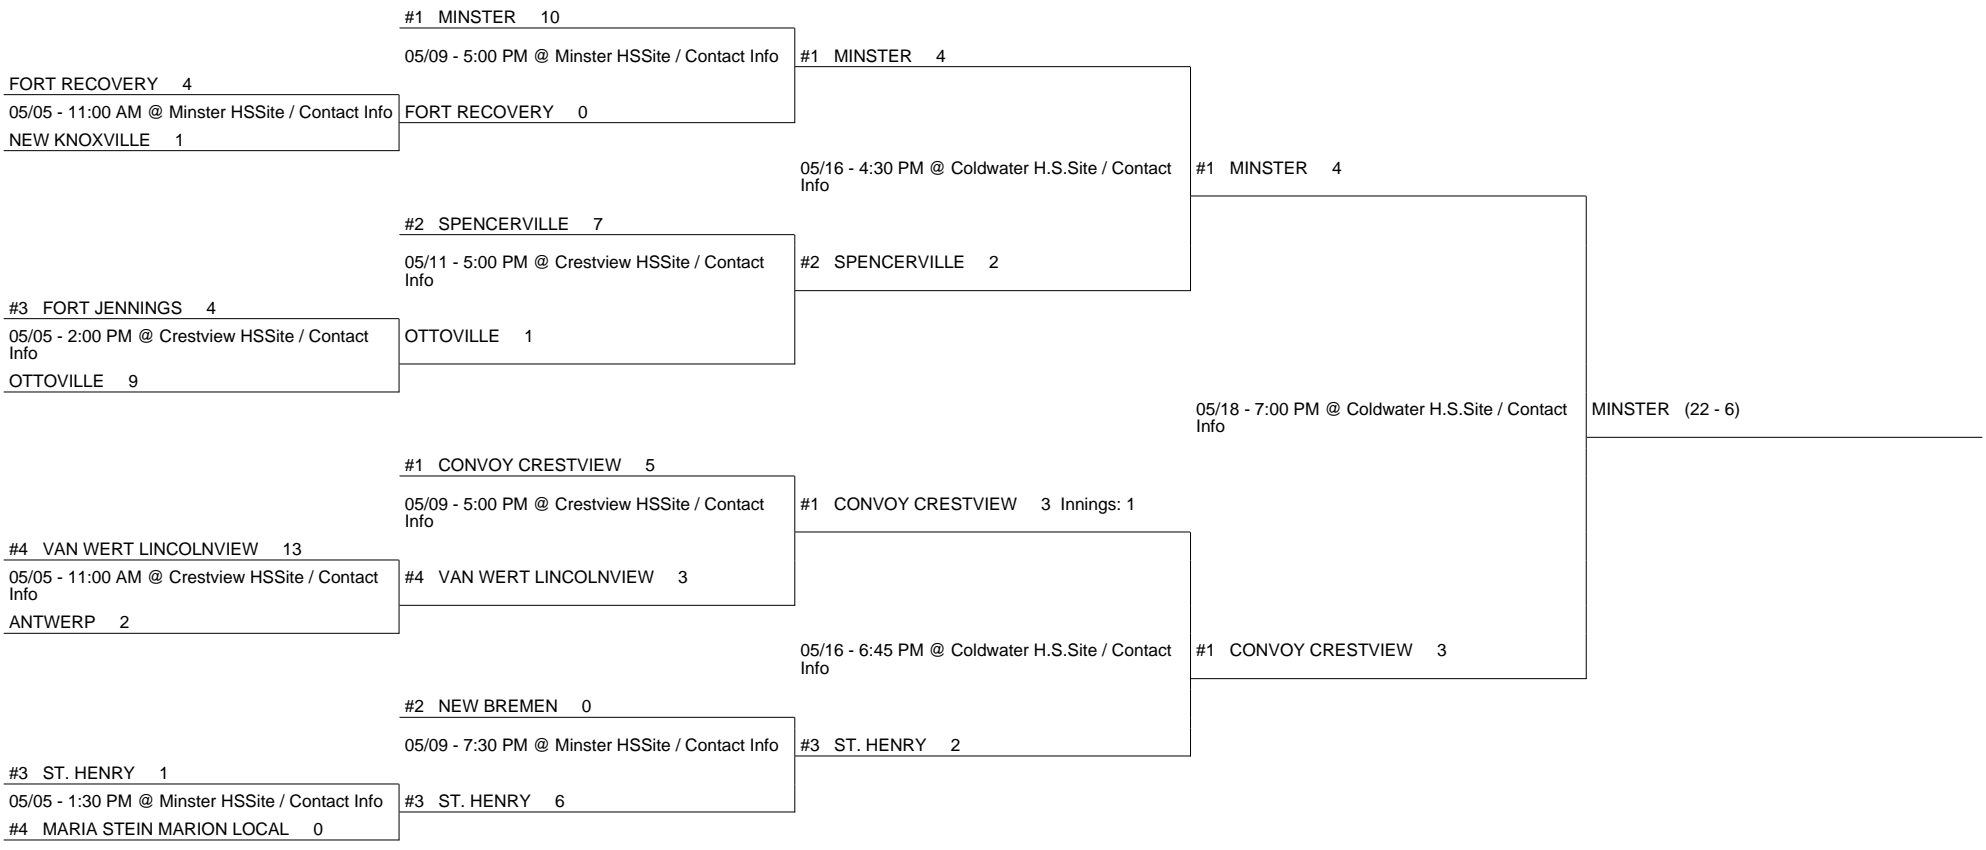 #1 MINSTER 10
05/09 - 5:00 PM @ Minster HSSite / Contact Info
#1 MINSTER 4
FORT RECOVERY 4
05/05 - 11:00 AM @ Minster HSSite / Contact Info
FORT RECOVERY 0
NEW KNOXVILLE 1
05/16 - 4:30 PM @ Coldwater H.S.Site / Contact
Info
#1 MINSTER 4
#2 SPENCERVILLE 7
05/11 - 5:00 PM @ Crestview HSSite / Contact
Info
#2 SPENCERVILLE 2
#3 FORT JENNINGS 4
05/05 - 2:00 PM @ Crestview HSSite / Contact
Info
OTTOVILLE 1
OTTOVILLE 9
05/18 - 7:00 PM @ Coldwater H.S.Site / Contact
Info
MINSTER (22 - 6)
#1 CONVOY CRESTVIEW 5
05/09 - 5:00 PM @ Crestview HSSite / Contact
Info
#1 CONVOY CRESTVIEW 3 Innings: 1
#4 VAN WERT LINCOLNVIEW 13
05/05 - 11:00 AM @ Crestview HSSite / Contact
Info
#4 VAN WERT LINCOLNVIEW 3
ANTWERP 2
05/16 - 6:45 PM @ Coldwater H.S.Site / Contact
Info
#1 CONVOY CRESTVIEW 3
#2 NEW BREMEN 0
05/09 - 7:30 PM @ Minster HSSite / Contact Info
#3 ST. HENRY 2
#3 ST. HENRY 1
05/05 - 1:30 PM @ Minster HSSite / Contact Info
#3 ST. HENRY 6
#4 MARIA STEIN MARION LOCAL 0